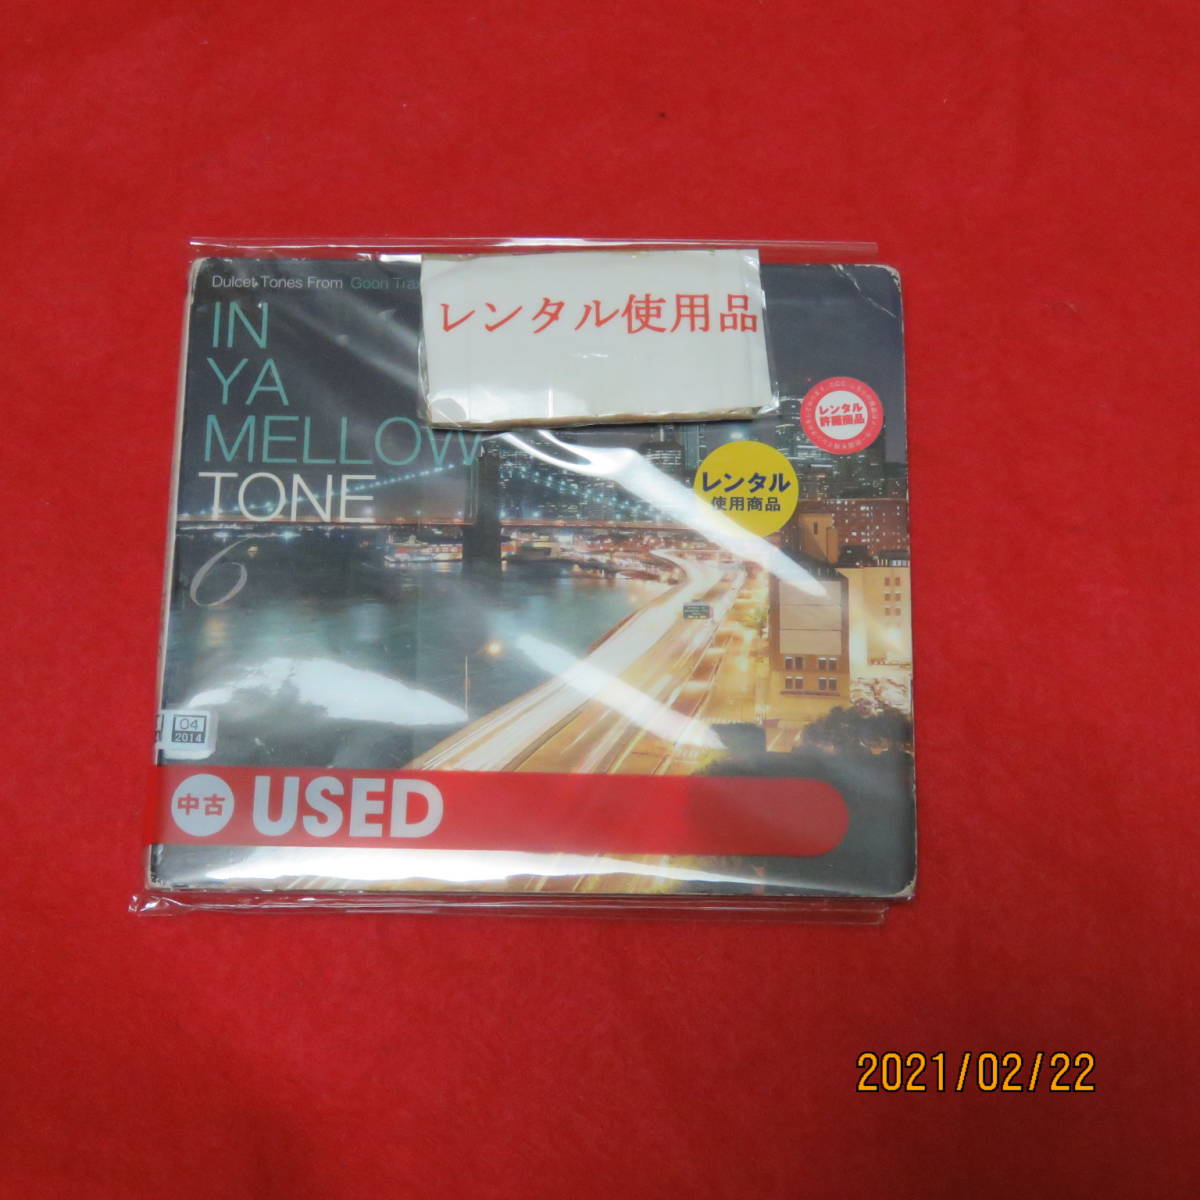 Dulcet Tones From Goon Trax
レンタル使用品
IN
YA
MELLOW
TONE
6
レンタル
許諾商品
レンタル
使用商品
04
2014
中古 USED
2021/02/22